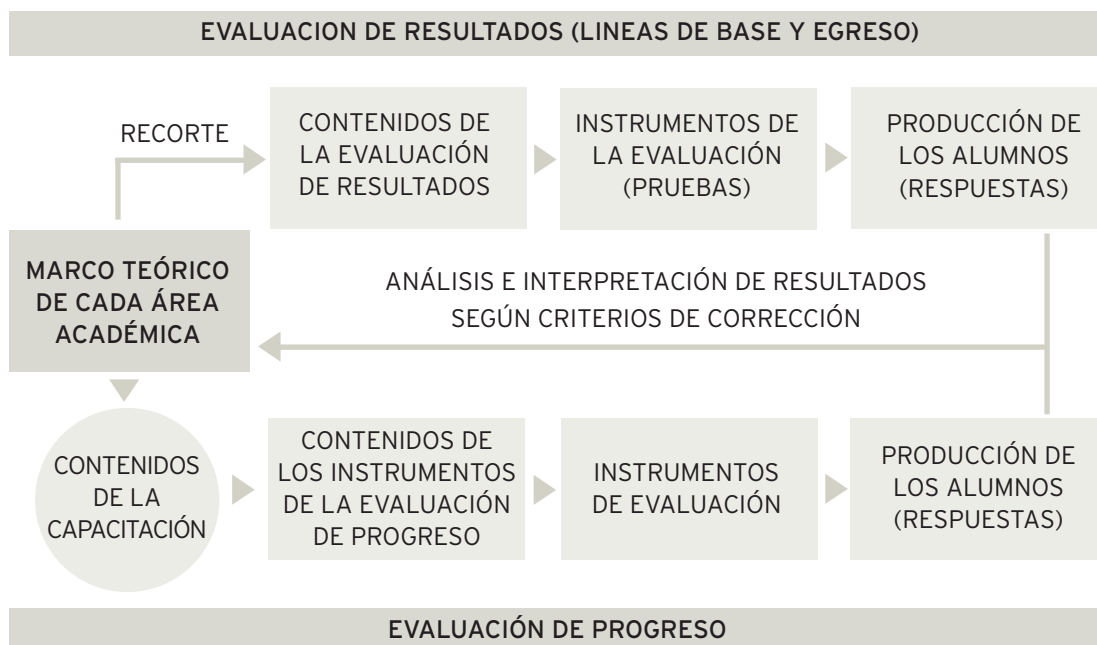 EVALUACION DE RESULTADOS (LINEAS DE BASE Y EGRESO)
RECORTE
CONTENIDOS DE
LA EVALUACIÓN
DE RESULTADOS
INSTRUMENTOS DE
LA EVALUACIÓN
(PRUEBAS)
PRODUCCIÓN DE
LOS ALUMNOS
(RESPUESTAS)
MARCO TEÓRICO
DE CADA ÁREA
ACADÉMICA
ANÁLISIS E INTERPRETACIÓN DE RESULTADOS
SEGÚN CRITERIOS DE CORRECCIÓN
CONTENIDOS
DE LA
CAPACITACIÓN
CONTENIDOS DE
LOS INSTRUMENTOS
DE LA EVALUACIÓN
DE PROGRESO
INSTRUMENTOS
DE EVALUACIÓN
PRODUCCIÓN DE
LOS ALUMNOS
(RESPUESTAS)
EVALUACIÓN DE PROGRESO